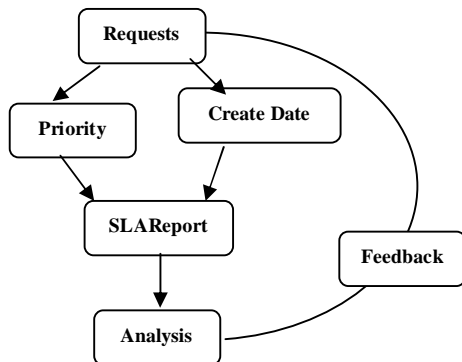 Requests
Priority
Create Date
SLAReport
Feedback
Analysis